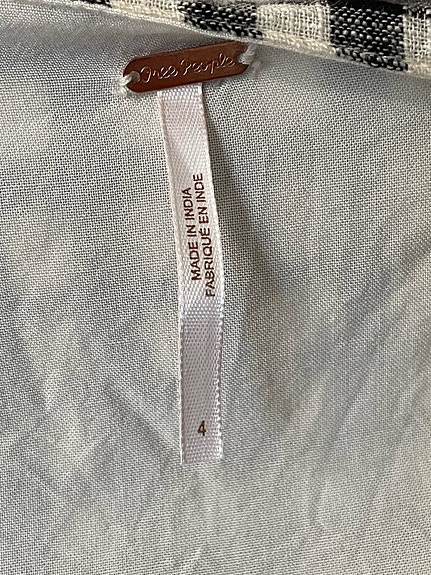 Free People
MADE IN INDIA
FABRIQUÉ EN INDE
4